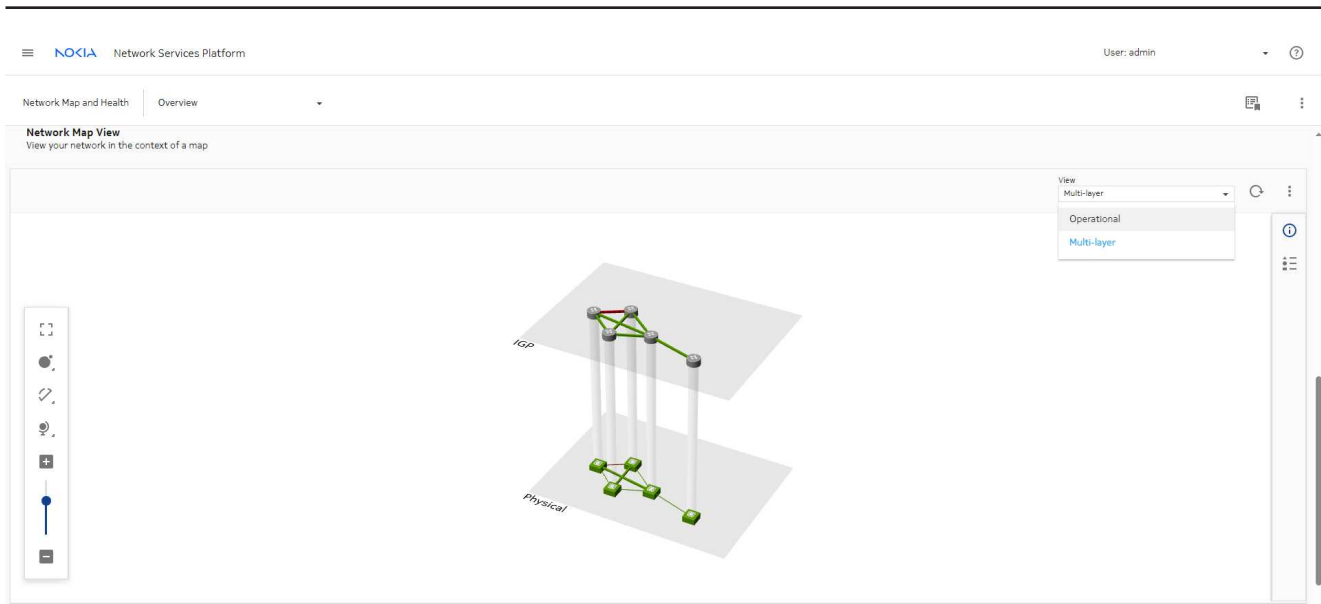 NOKIA Network Services Platform User: admin
Network Map and Health Overview
Network Map View
View your network in the context of a map
View
Multi-layer
Operational
Multi-layer
IGP
Physical